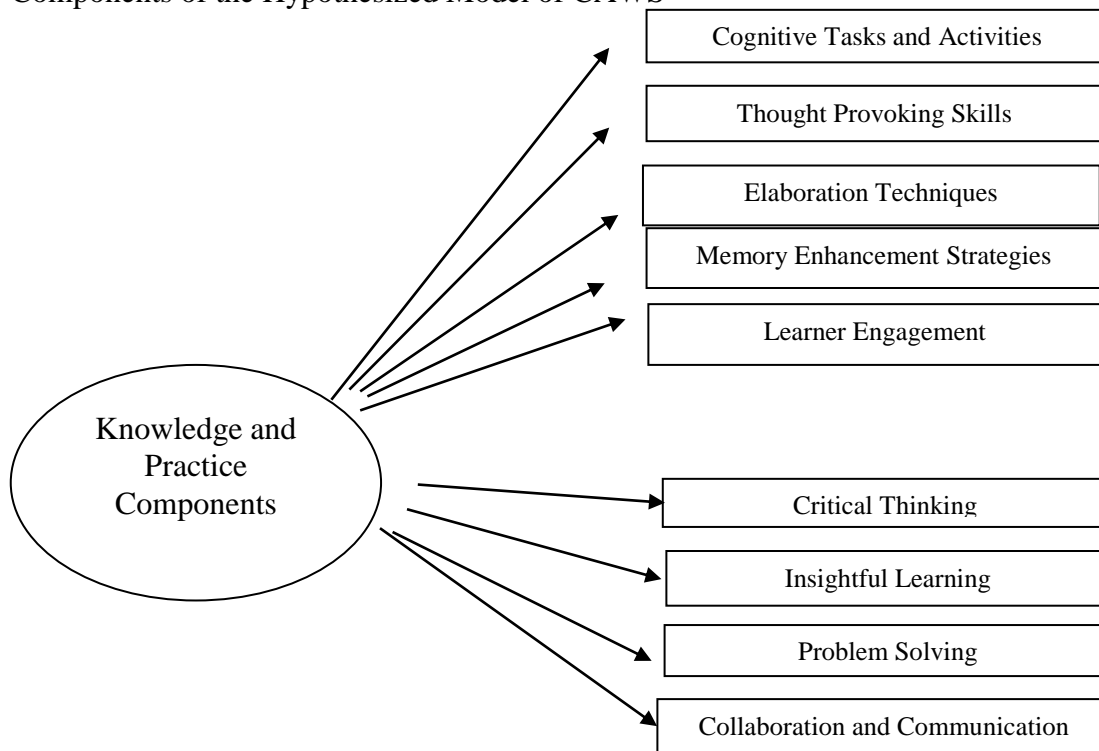 Components of the Hypothesized Model of CAWS
Cognitive Tasks and Activities
Thought Provoking Skills
Elaboration Techniques
Memory Enhancement Strategies
Learner Engagement
Knowledge and
Practice
Components
Critical Thinking
Insightful Learning
Problem Solving
Collaboration and Communication